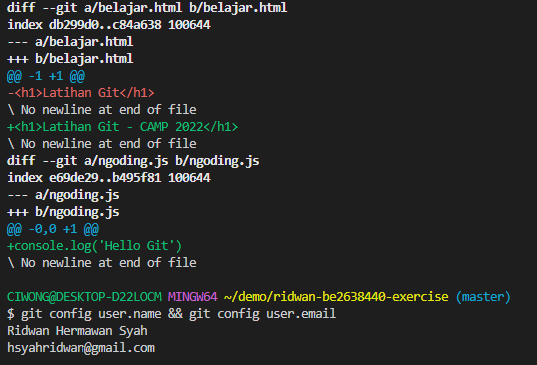 diff --git a/belajar.html b/belajar.html
index db299d0..c84a638 100644
--- a/belajar.html
+++ b/belajar.html
@@ -1 +1 @@
-<h1>Latihan Git</h1>
\ No newline at end of file
+<h1>Latihan Git - CAMP 2022</h1>
\ No newline at end of file
diff --git a/ngoding.js b/ngoding.js
index e69de29..b495f81 100644
--- a/ngoding.js
+++ b/ngoding.js
@@ -0,0 +1 @@
+console.log('Hello Git')
\ No newline at end of file
CIWONG@DESKTOP-D22LOCM MINGW64 ~/demo/ridwan-be2638440-exercise (master)
$ git config user.name && git config user.email
Ridwan Hermawan Syah
hsyahridwan@gmail.com